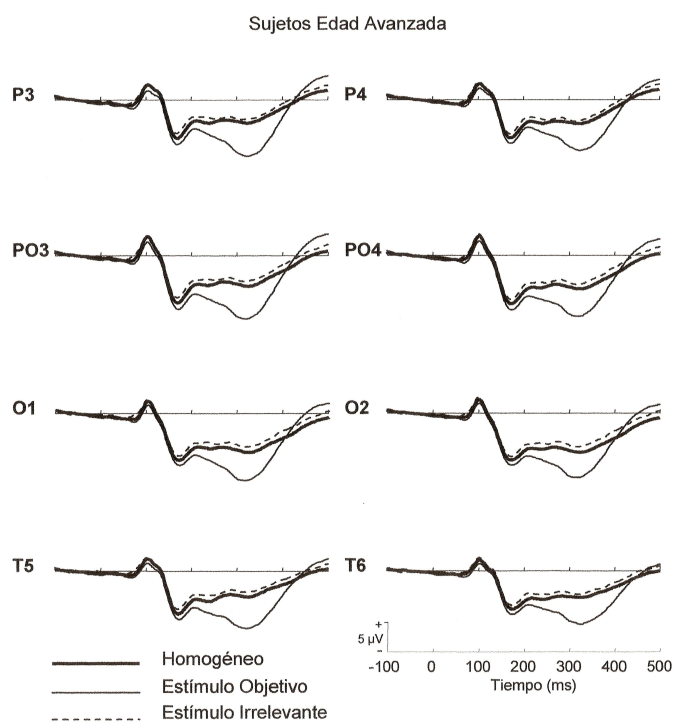 Sujetos Edad Avanzada
P3 P4
PO3 PO4
O1 O2
T5 T6
+
5 µV
-
-100 0 100 200 300 400 500
Tiempo (ms)
Homogéneo
Estímulo Objetivo
Estímulo Irrelevante